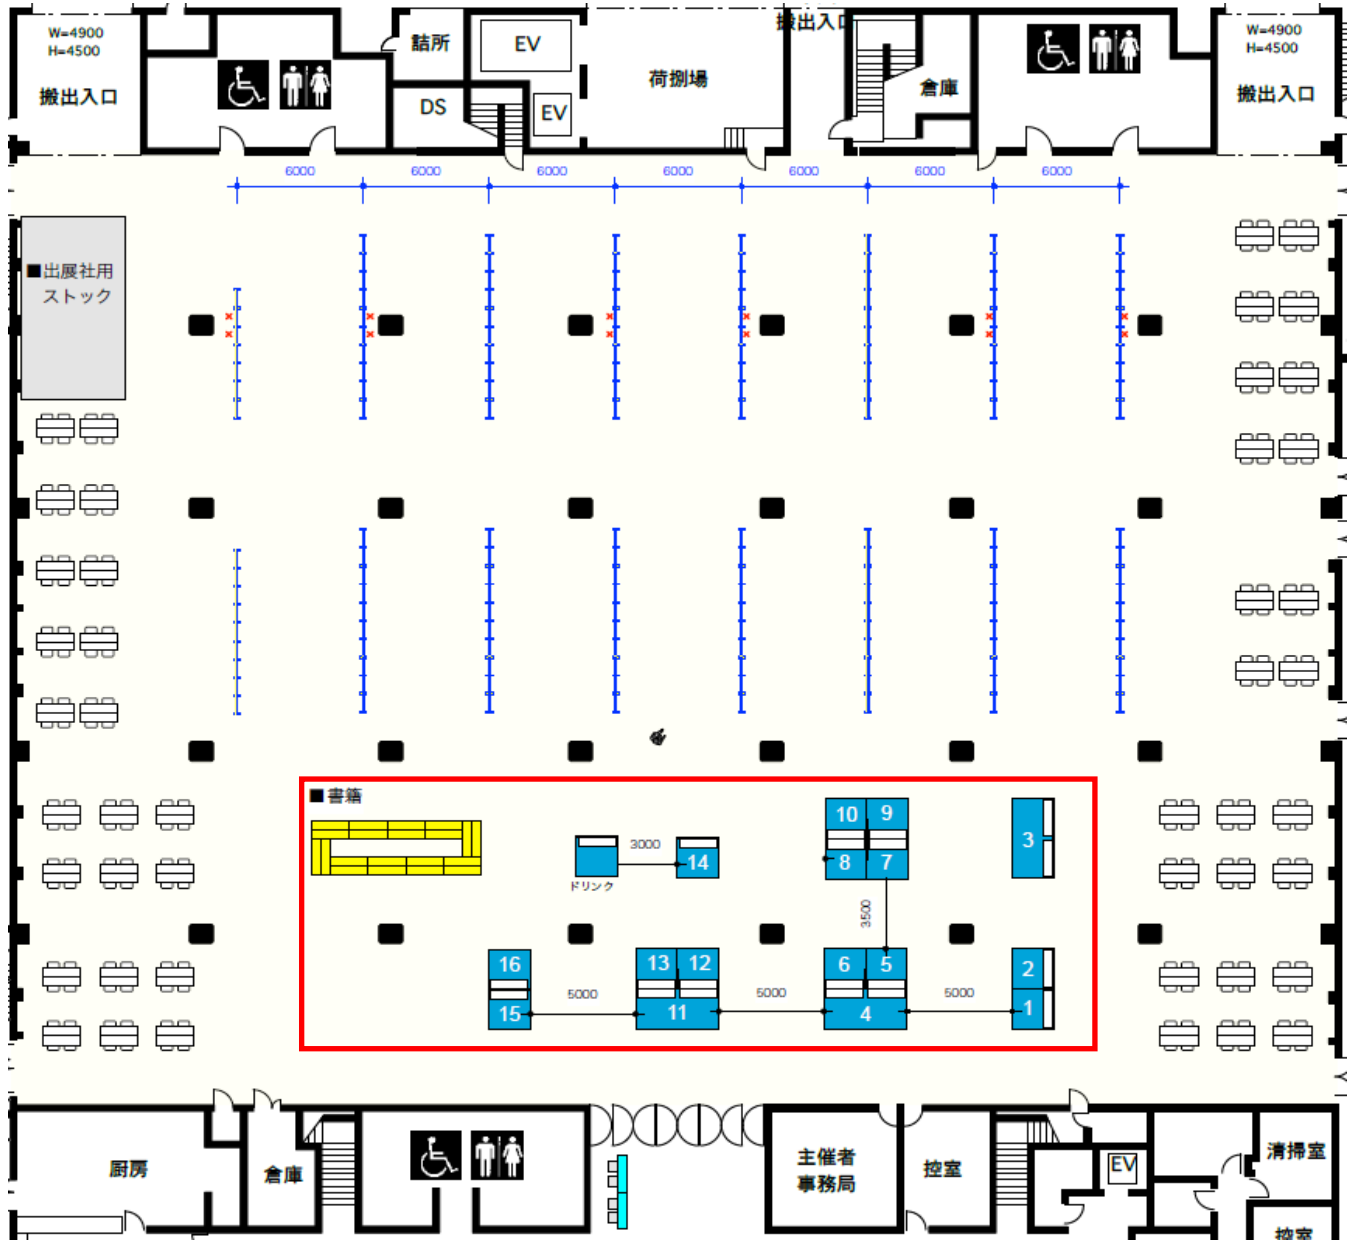 搬出入口
W=4900
H=4500
搬出入口
詰所
EV
DS
EV
荷捌場
倉庫
W=4900
H=4500
搬出入口
6000
6000
6000
6000
6000
6000
6000
■出展社用
ストック
■書籍
ドリンク
3000
14
10
9
8
7
3
3500
16
15
5000
13
12
11
5000
6
5
4
5000
2
1
厨房
倉庫
主催者
事務局
控室
EV
清掃室
控室